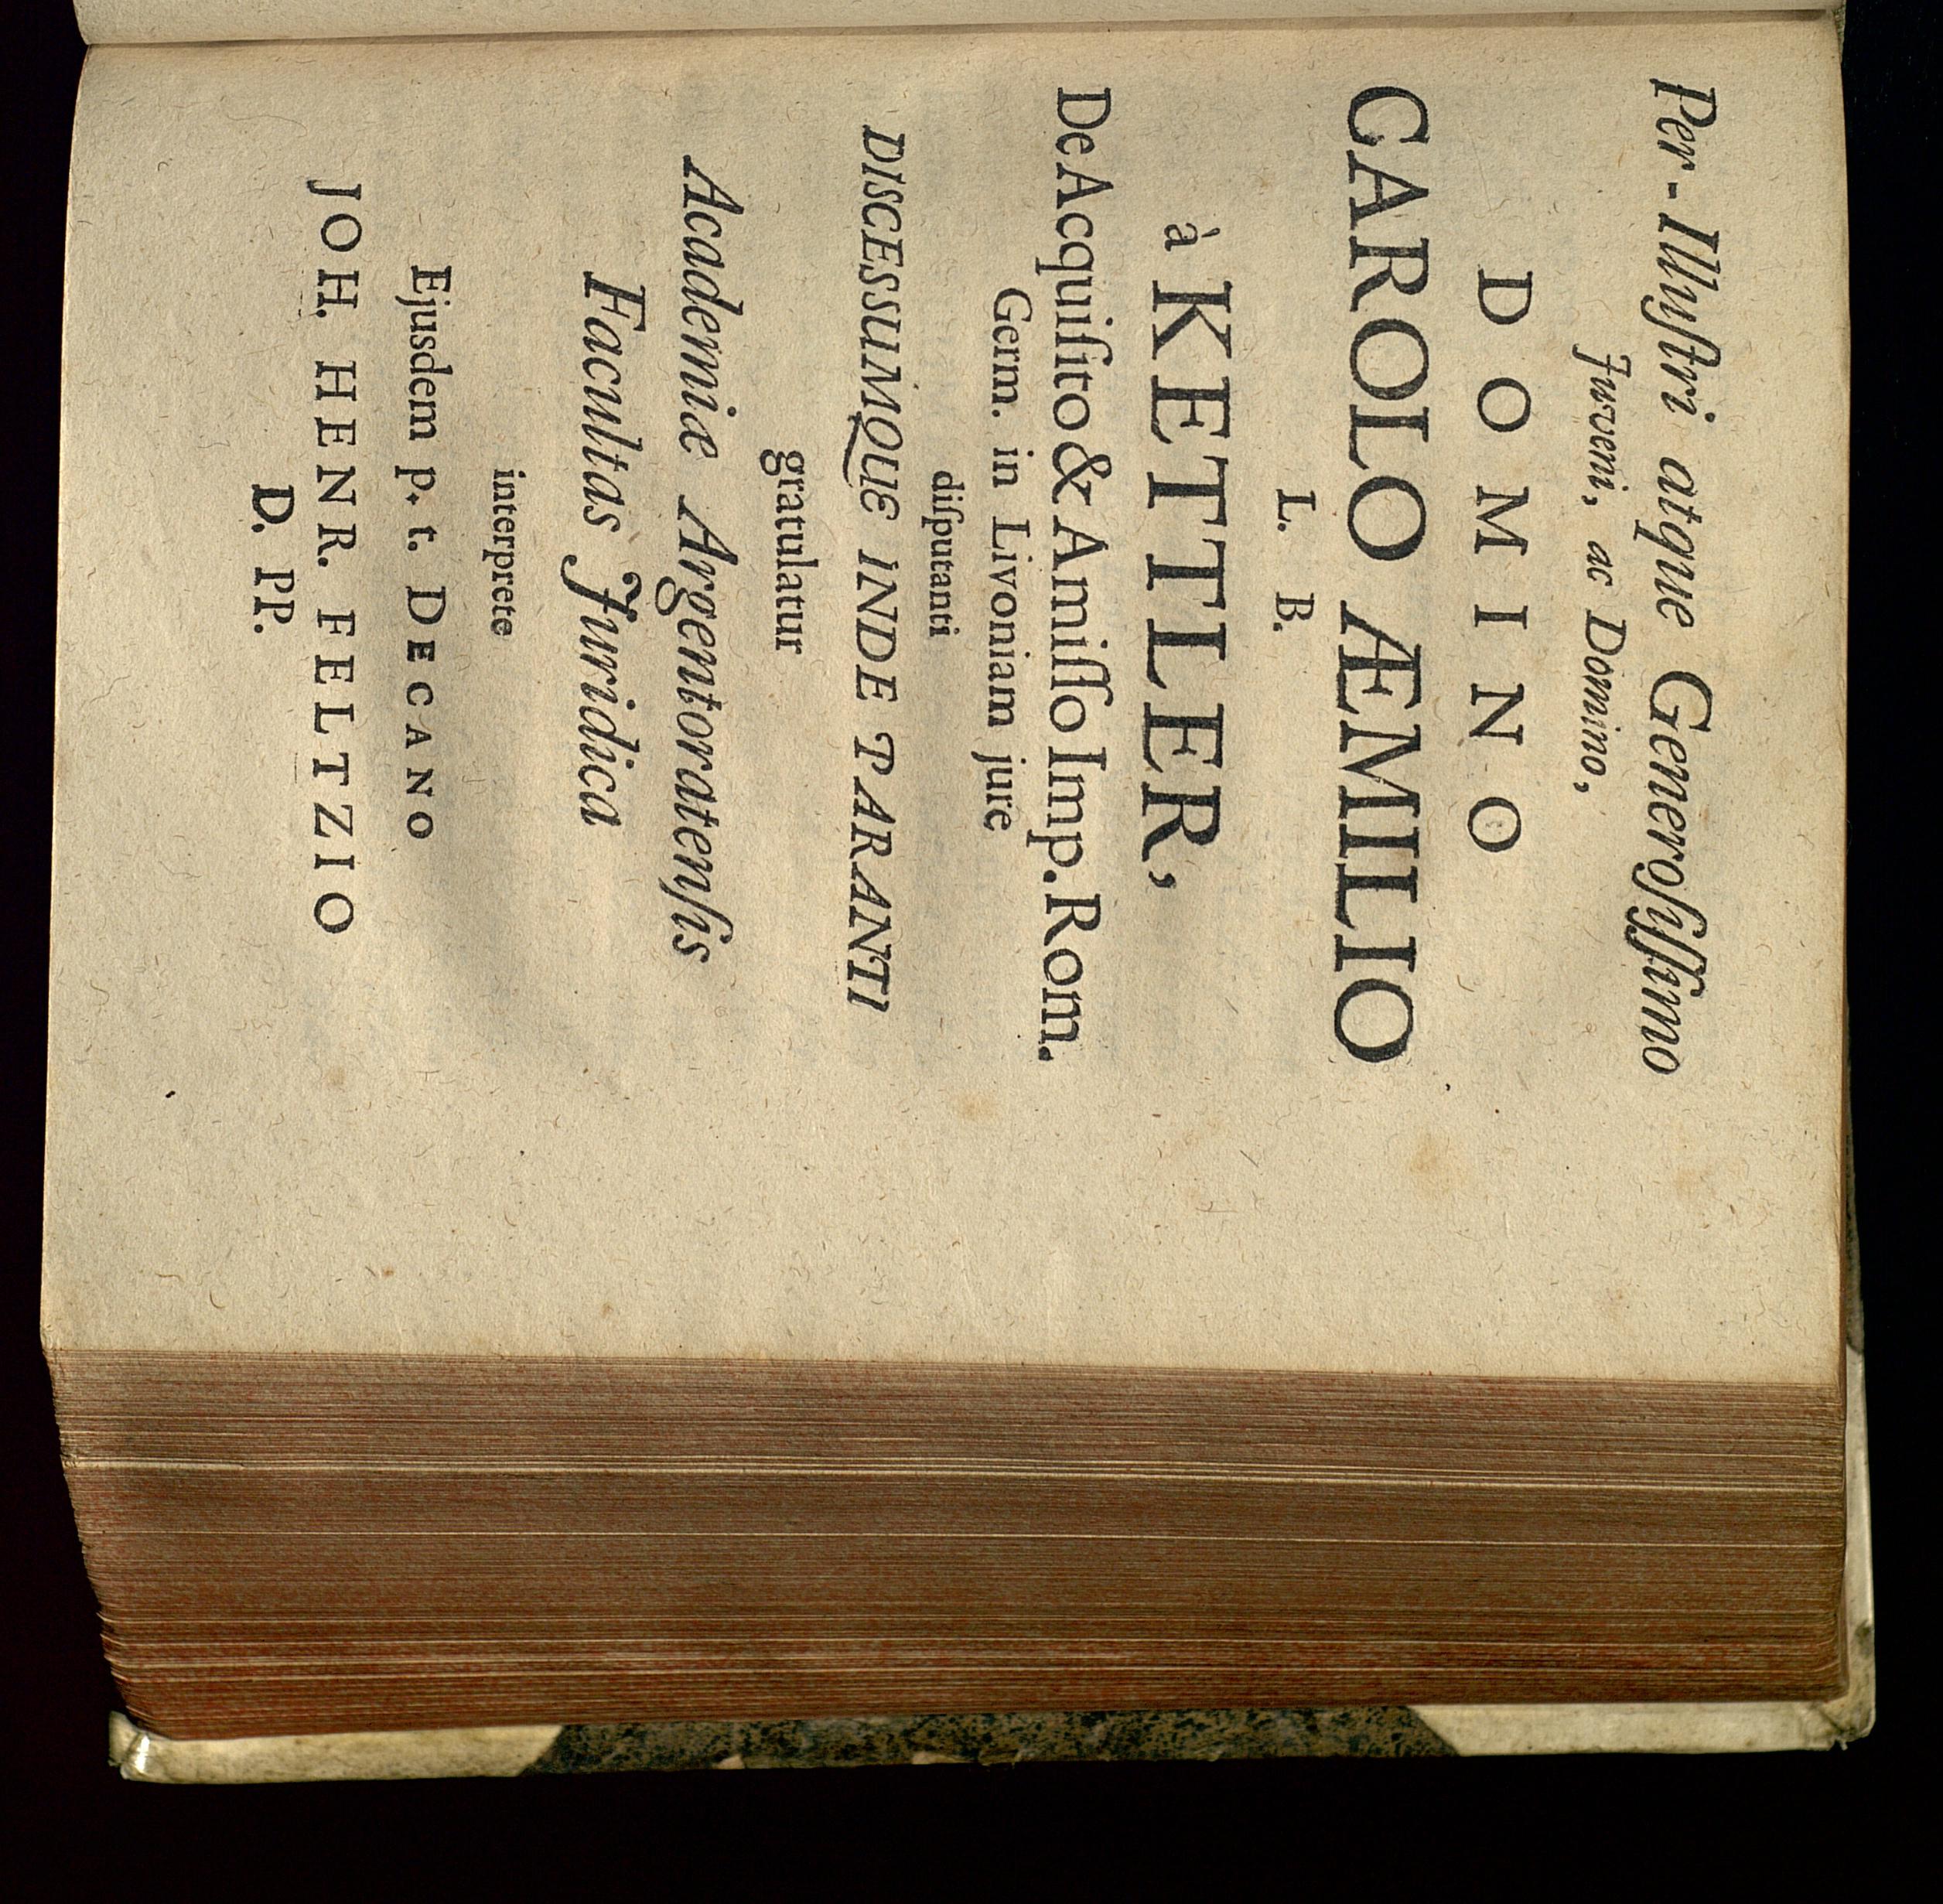 Per-Illuſtri atque Generoſiſſimo
Juveni, ac Domino,
DOMINO
CAROLO ÆMILIO
L. B.
à KETTLER,
De Acquiſito & Amiſſo Imp. Rom.
Germ. in Livoniam jure
diſputanti
DISCESSUMQUE INDE PARANTI
gratulatur
Academiæ Argentoratenſis
Facultas Juridica
interprete
Ejusdem p. t. DECANO
JOH. HENR. FELTZIO
D. PP.